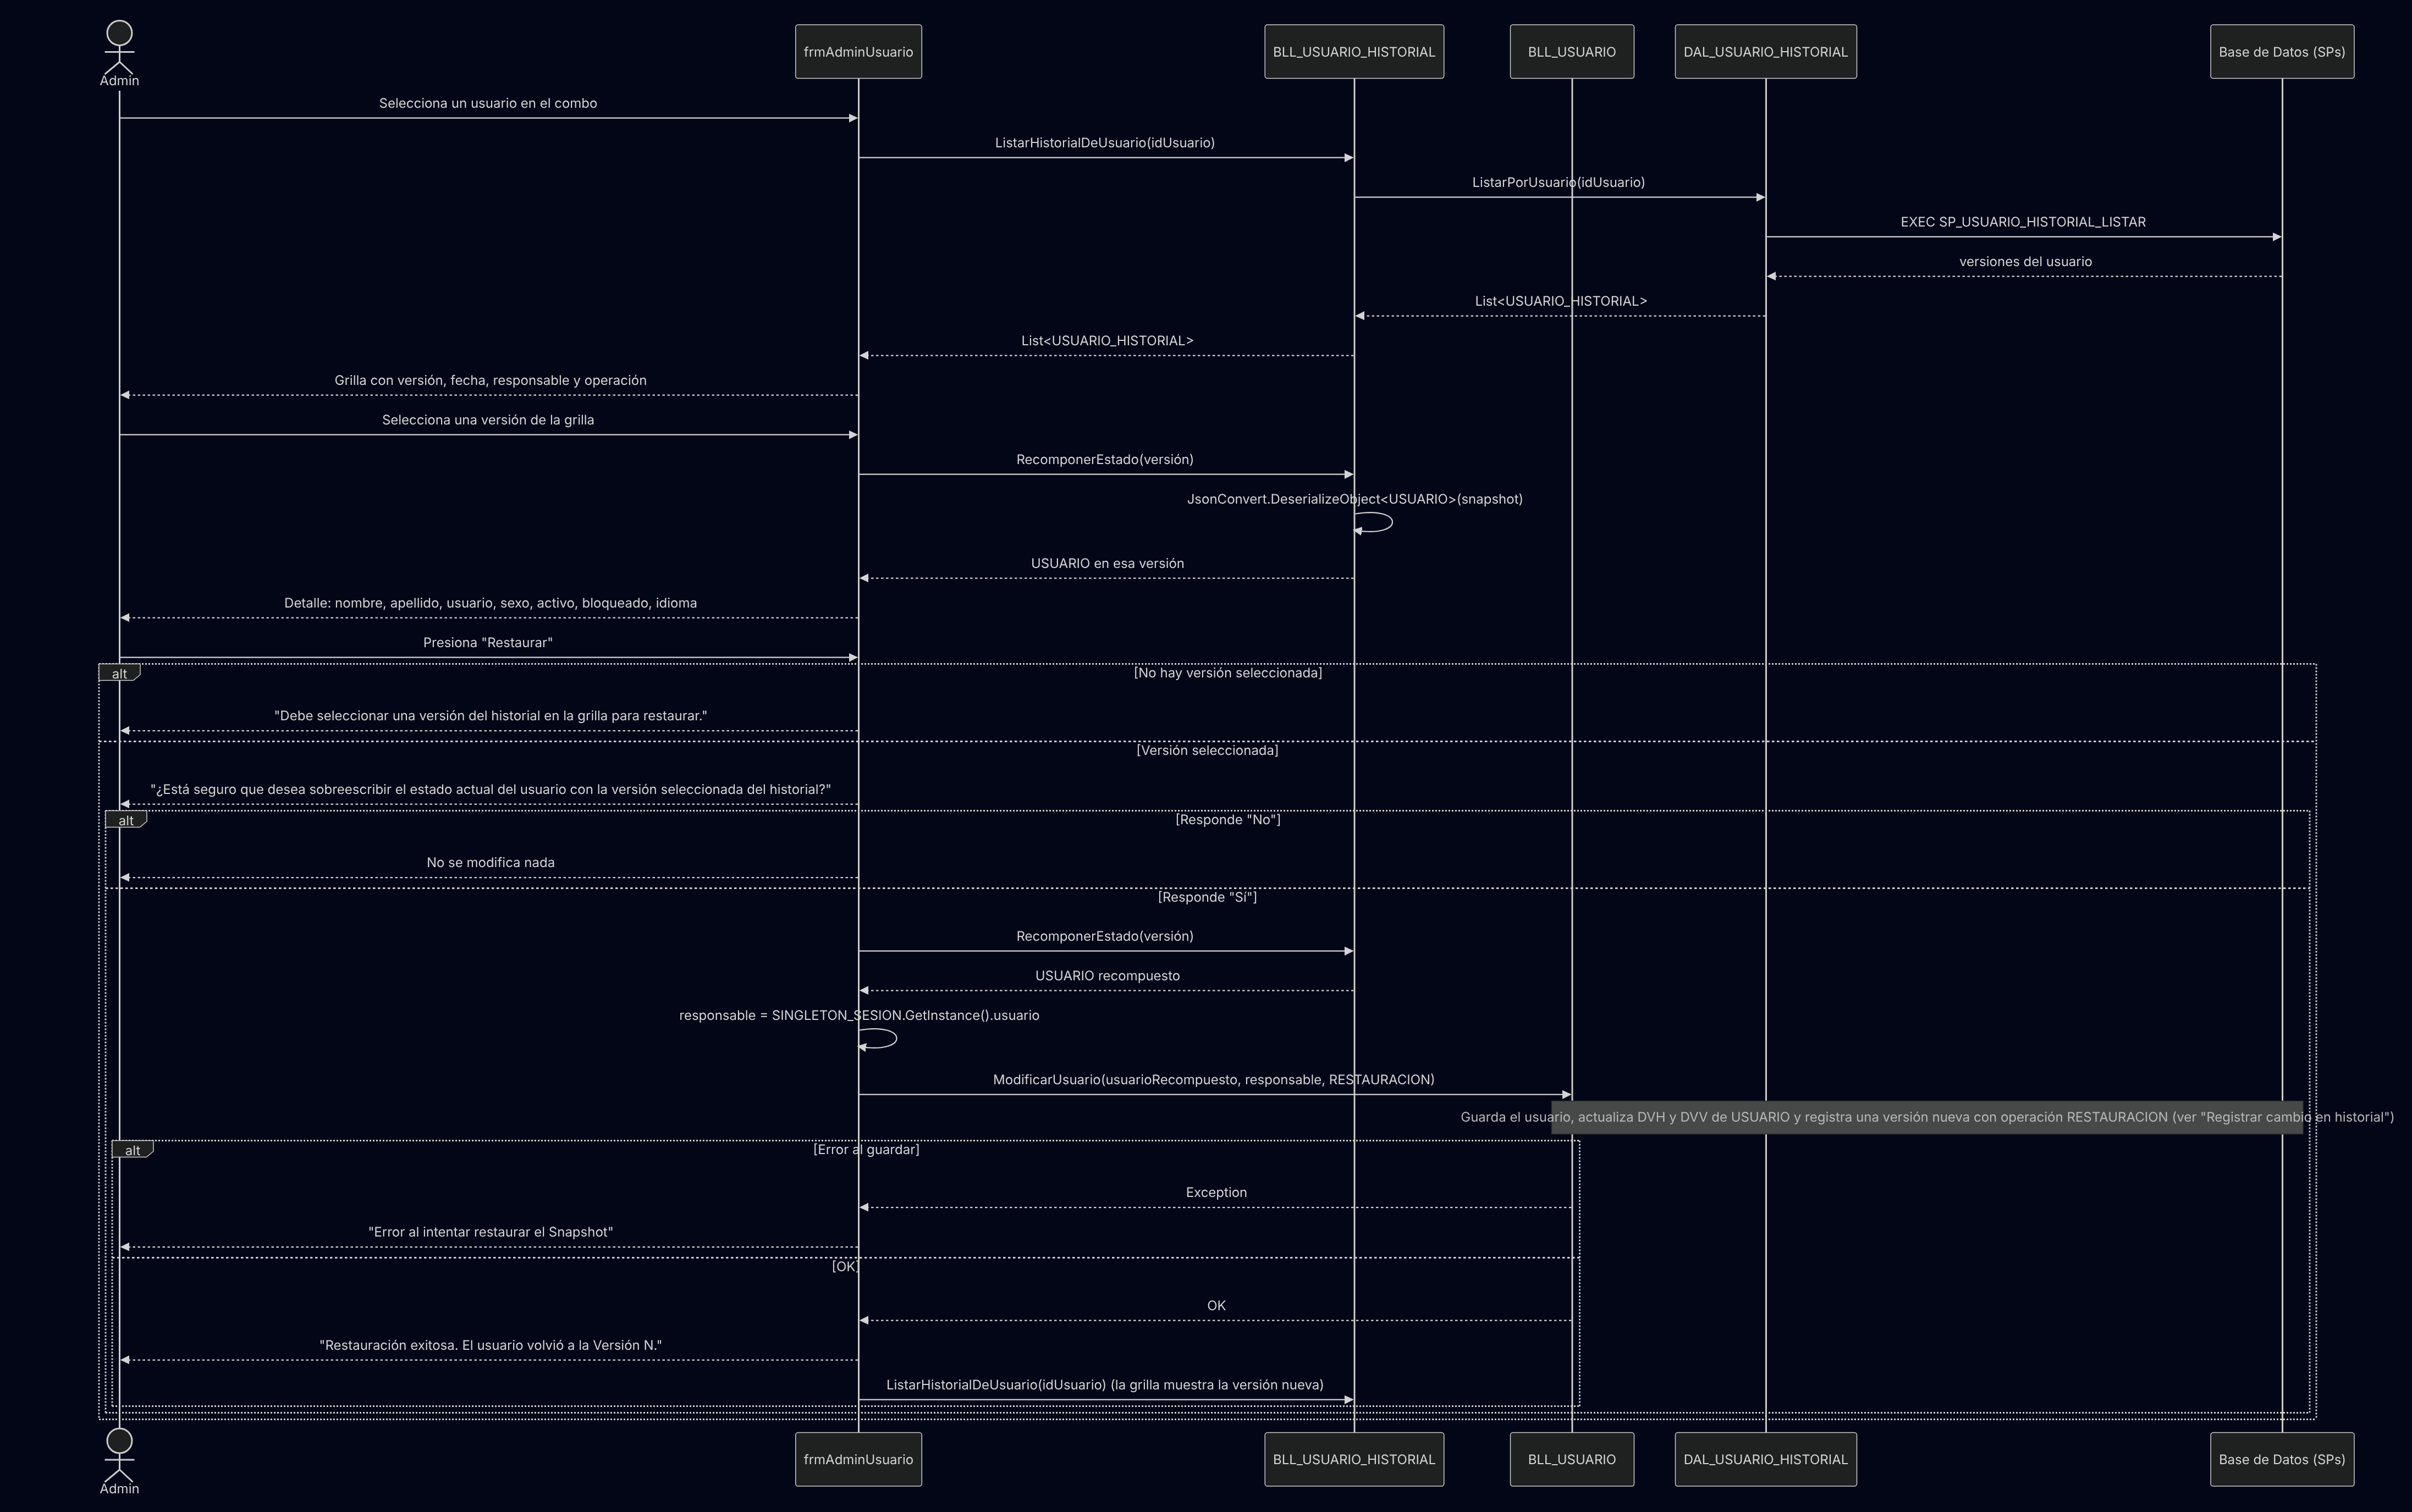 Admin
frmAdminUsuario
BLL_USUARIO_HISTORIAL
BLL_USUARIO
DAL_USUARIO_HISTORIAL
Base de Datos (SPs)
Selecciona un usuario en el combo
ListarHistorialDeUsuario(idUsuario)
ListarPorUsuario(idUsuario)
EXEC SP_USUARIO_HISTORIAL_LISTAR
versiones del usuario
List<USUARIO_HISTORIAL>
List<USUARIO_HISTORIAL>
Grilla con versión, fecha, responsable y operación
Selecciona una versión de la grilla
RecomponerEstado(versión)
JsonConvert.DeserializeObject<USUARIO>(snapshot)
USUARIO en esa versión
Detalle: nombre, apellido, usuario, sexo, activo, bloqueado, idioma
Presiona "Restaurar"
alt
[No hay versión seleccionada]
"Debe seleccionar una versión del historial en la grilla para restaurar."
[Versión seleccionada]
"¿Está seguro que desea sobreescribir el estado actual del usuario con la versión seleccionada del historial?"
alt
[Responde "No"]
No se modifica nada
[Responde "Sí"]
RecomponerEstado(versión)
USUARIO recompuesto
responsable = SINGLETON_SESION.GetInstance().usuario
ModificarUsuario(usuarioRecompuesto, responsable, RESTAURACION)
Guarda el usuario, actualiza DVH y DVV de USUARIO y registra una versión nueva con operación RESTAURACION (ver "Registrar cambio en historial")
alt
[Error al guardar]
Exception
"Error al intentar restaurar el Snapshot"
[OK]
OK
"Restauración exitosa. El usuario volvió a la Versión N."
ListarHistorialDeUsuario(idUsuario) (la grilla muestra la versión nueva)
Admin
frmAdminUsuario
BLL_USUARIO_HISTORIAL
BLL_USUARIO
DAL_USUARIO_HISTORIAL
Base de Datos (SPs)